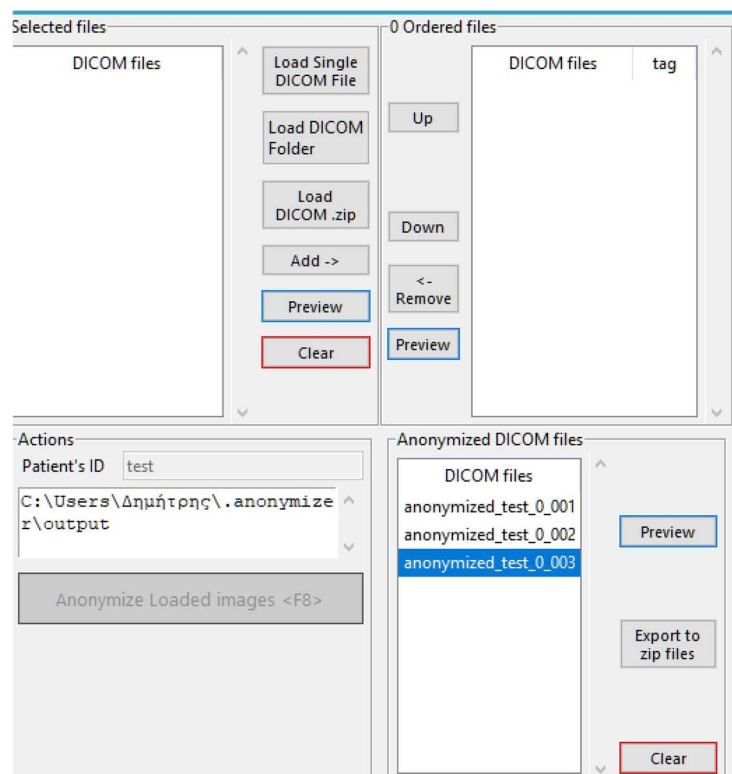 Selected files
DICOM files
Load Single
DICOM File
Load DICOM
Folder
Load
DICOM .zip
Add ->
Preview
Clear
0 Ordered files
Up
Down
<-
Remove
Preview
DICOM files
tag
Actions
Patient's ID
test
C:\Users\Δημήτρης\.anonymize
r\output
Anonymize Loaded images <F8>
Anonymized DICOM files
DICOM files
anonymized_test_0_001
anonymized_test_0_002
anonymized_test_0_003
Preview
Export to
zip files
Clear